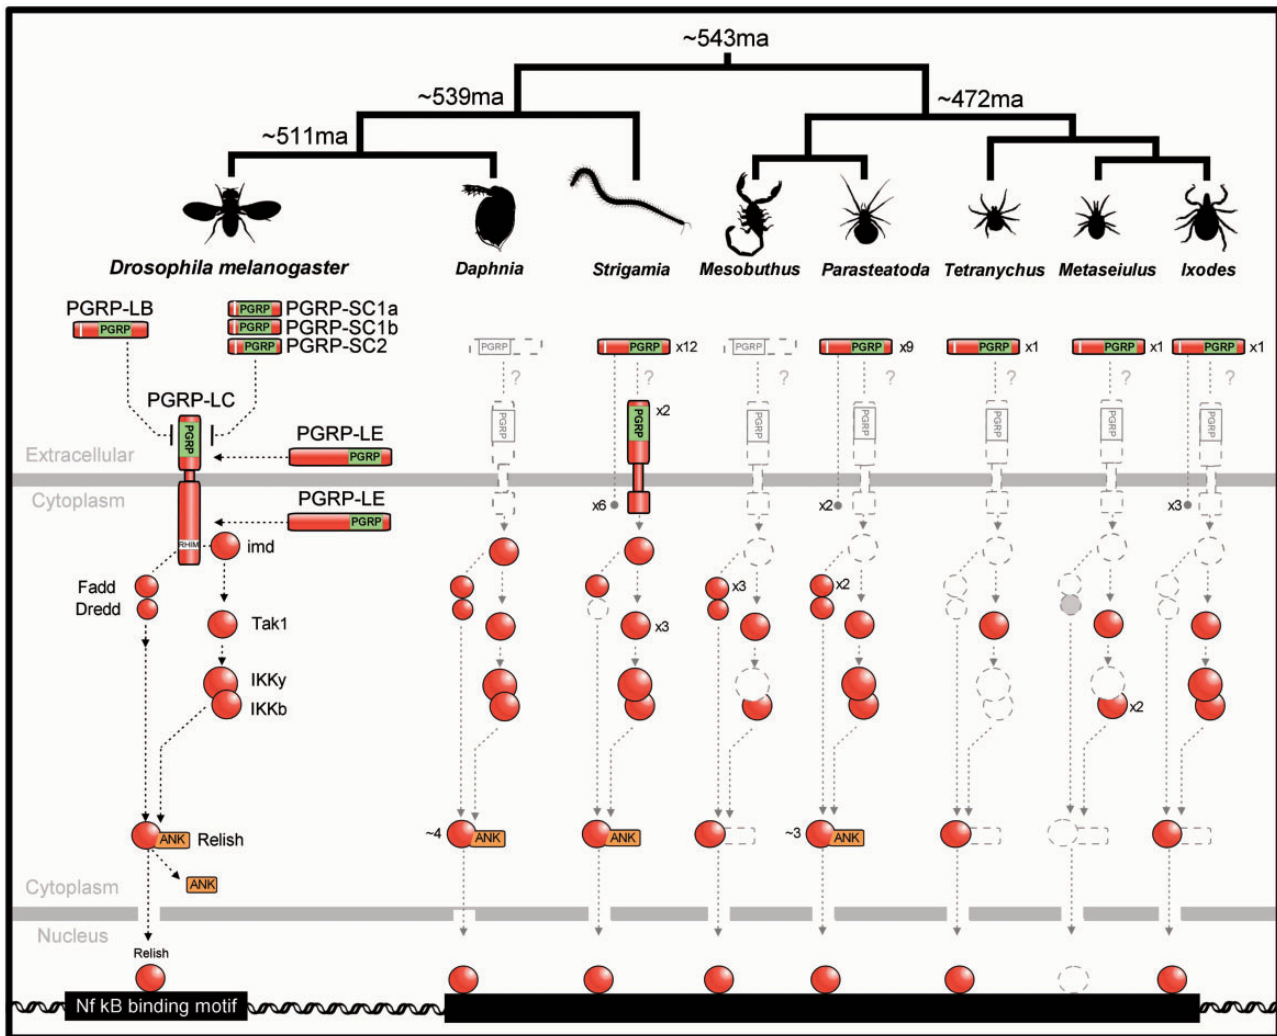 ~543ma
~539ma
~472ma
~511ma
Drosophila melanogaster
Daphnia
Strigamia
Mesobuthus
Parasteatoda
Tetranychus
Metaseiulus
Ixodes
PGRP-LB
PGRP
PGRP PGRP-SC1a
PGRP PGRP-SC1b
PGRP PGRP-SC2
PGRP
PGRP x12
PGRP
PGRP x9
PGRP x1
PGRP x1
PGRP x1
? ? ? ? ? ? ?
PGRP-LC
PGRP
PGRP-LE
PGRP
PGRP
PGRP x2
PGRP
PGRP
PGRP
PGRP
PGRP
Extracellular
Cytoplasm
PGRP-LE
PGRP
x6
x2
x3
RHIM
imd
Fadd
Dredd
x3
x2
Tak1
x3
IKKy
IKKb
x2
ANK Relish
~4 ANK
ANK
~3 ANK
ANK
Cytoplasm
Nucleus
Relish
Nf kB binding motif